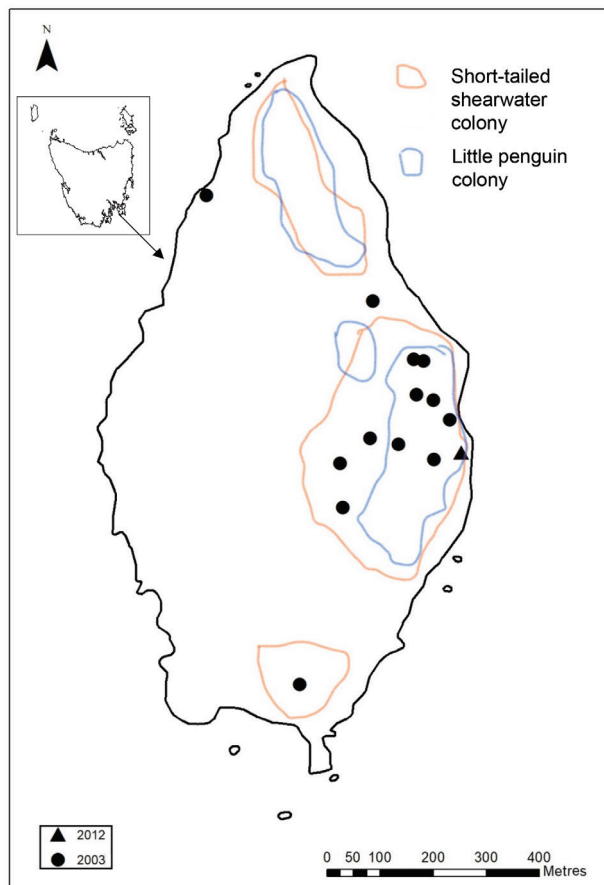 N
Short-tailed
shearwater
colony
Little penguin
colony
2012
2003
0 50 100 200 300 400
Metres